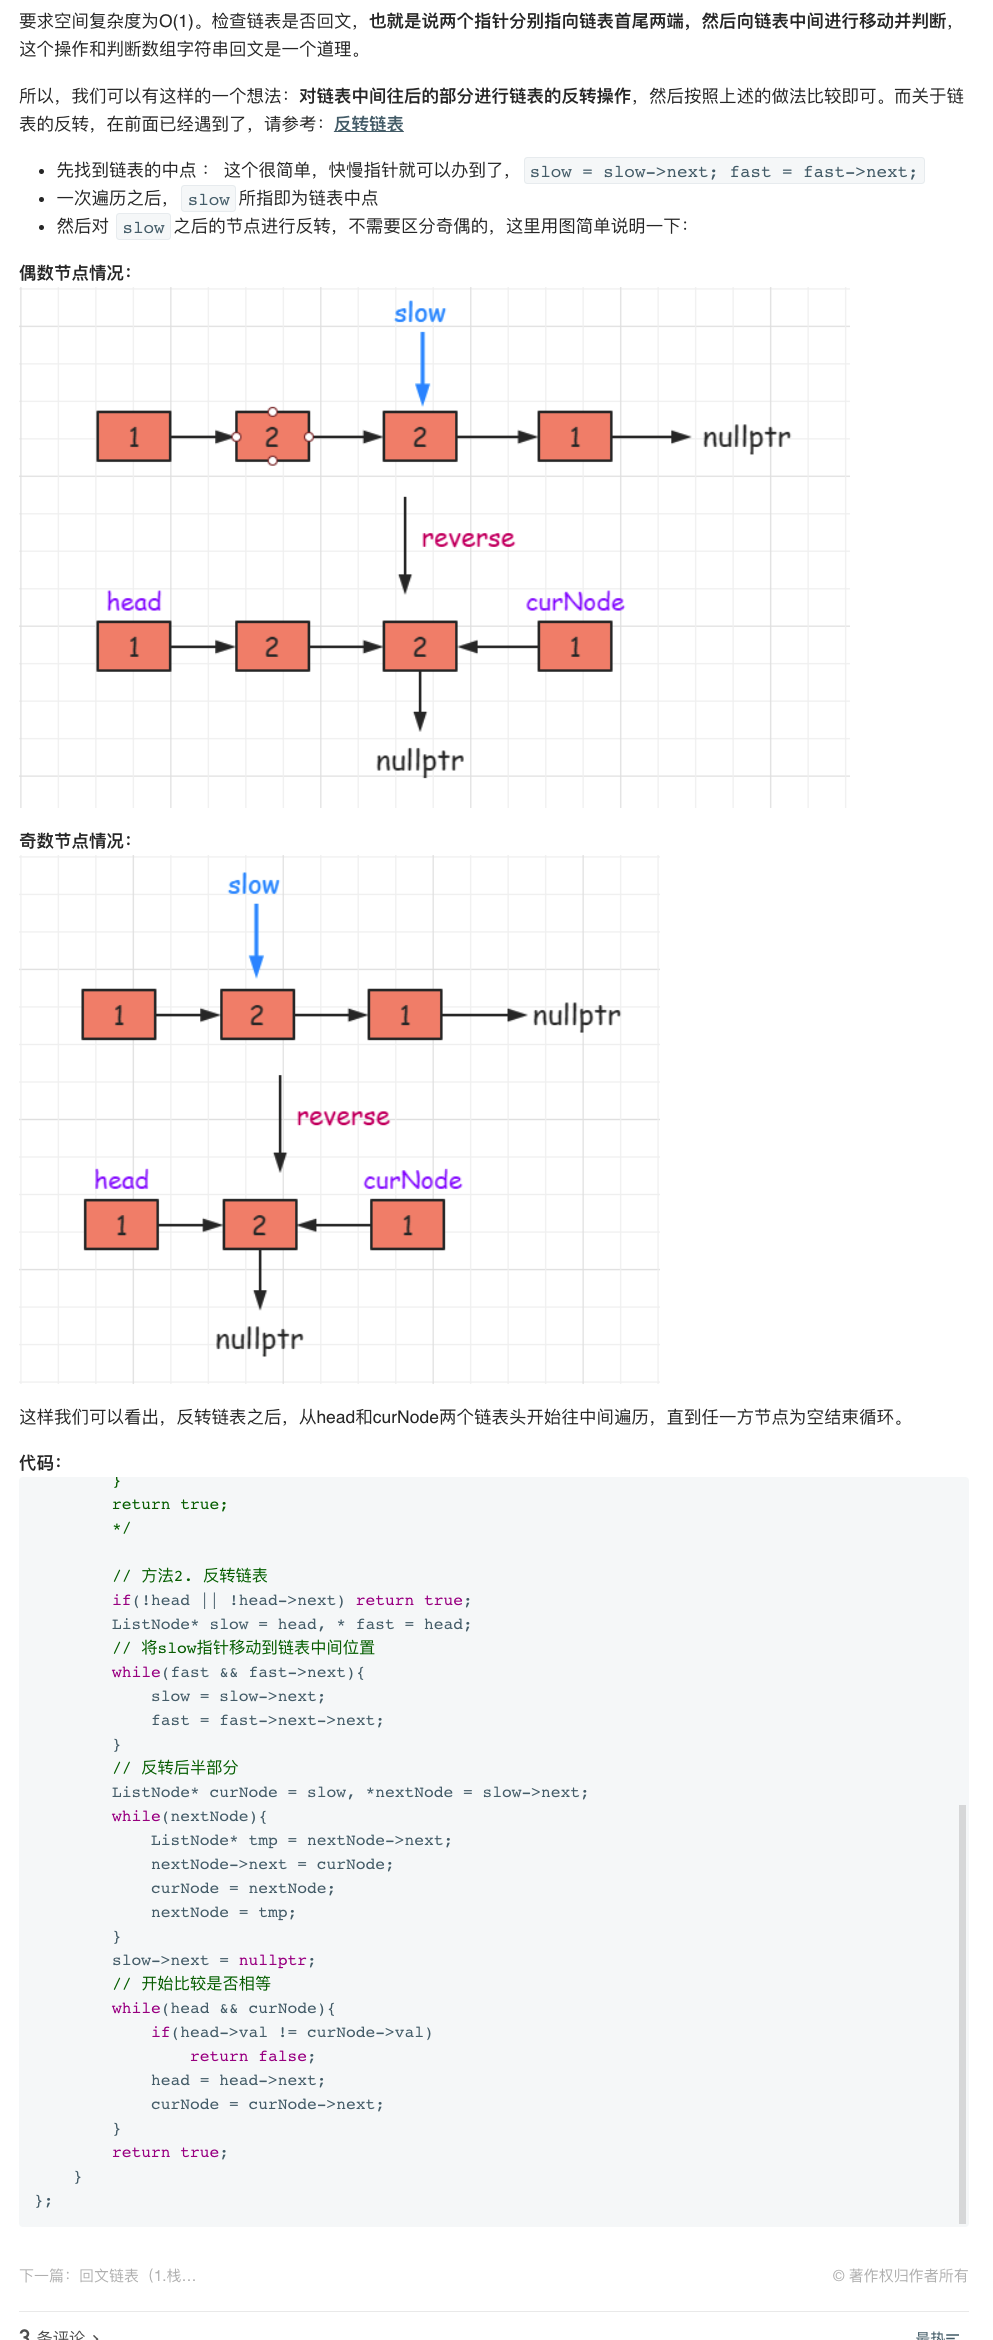 要求空间复杂度为O(1)。检查链表是否回文，也就是说两个指针分别指向链表首尾两端，然后向链表中间进行移动并判断，
这个操作和判断数组字符串回文是一个道理。
所以，我们可以有这样的一个想法：对链表中间往后的部分进行链表的反转操作，然后按照上述的做法比较即可。而关于链
表的反转，在前面已经遇到了，请参考：反转链表
• 先找到链表的中点： 这个很简单，快慢指针就可以办到了， slow = slow->next; fast = fast->next;
• 一次遍历之后， slow 所指即为链表中点
• 然后对 slow 之后的节点进行反转，不需要区分奇偶的，这里用图简单说明一下：
偶数节点情况：
slow
1 2 2 1 nullptr
reverse
head curNode
1 2 2 1
nullptr
奇数节点情况：
slow
1 2 1 nullptr
reverse
head curNode
1 2 1
nullptr
这样我们可以看出，反转链表之后，从head和curNode两个链表头开始往中间遍历，直到任一方节点为空结束循环。
代码：
        }
        return true;
        */
        // 方法2. 反转链表
        if(!head || !head->next) return true;
        ListNode* slow = head, * fast = head;
        // 将slow指针移动到链表中间位置
        while(fast && fast->next){
            slow = slow->next;
            fast = fast->next->next;
        }
        // 反转后半部分
        ListNode* curNode = slow, *nextNode = slow->next;
        while(nextNode){
            ListNode* tmp = nextNode->next;
            nextNode->next = curNode;
            curNode = nextNode;
            nextNode = tmp;
        }
        slow->next = nullptr;
        // 开始比较是否相等
        while(head && curNode){
            if(head->val != curNode->val)
                return false;
            head = head->next;
            curNode = curNode->next;
        }
        return true;
    }
};
下一篇：回文链表（1.栈... © 著作权归作者所有
3 条评论 最热